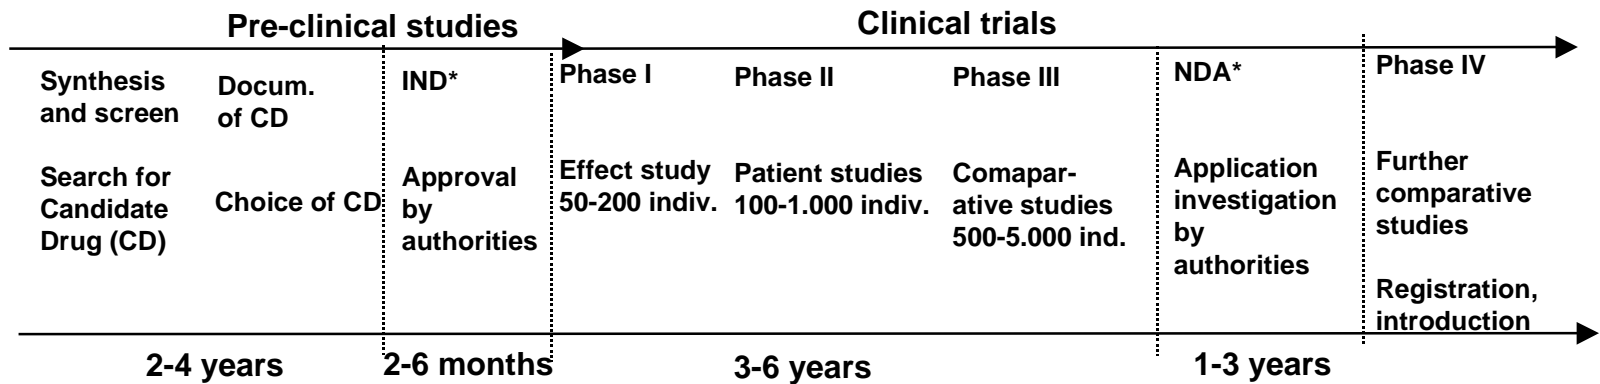 Pre-clinical studies
Clinical trials
Synthesis
and screen
Docum.
of CD
IND*
Phase I
Phase II
Phase III
NDA*
Phase IV
Search for
Candidate
Drug (CD)
Choice of CD
Approval
by
authorities
Effect study
50-200 indiv.
Patient studies
100-1.000 indiv.
Comapar-
ative studies
500-5.000 ind.
Application
investigation
by
authorities
Further
comparative
studies
Registration,
introduction
2-4 years
2-6 months
3-6 years
1-3 years